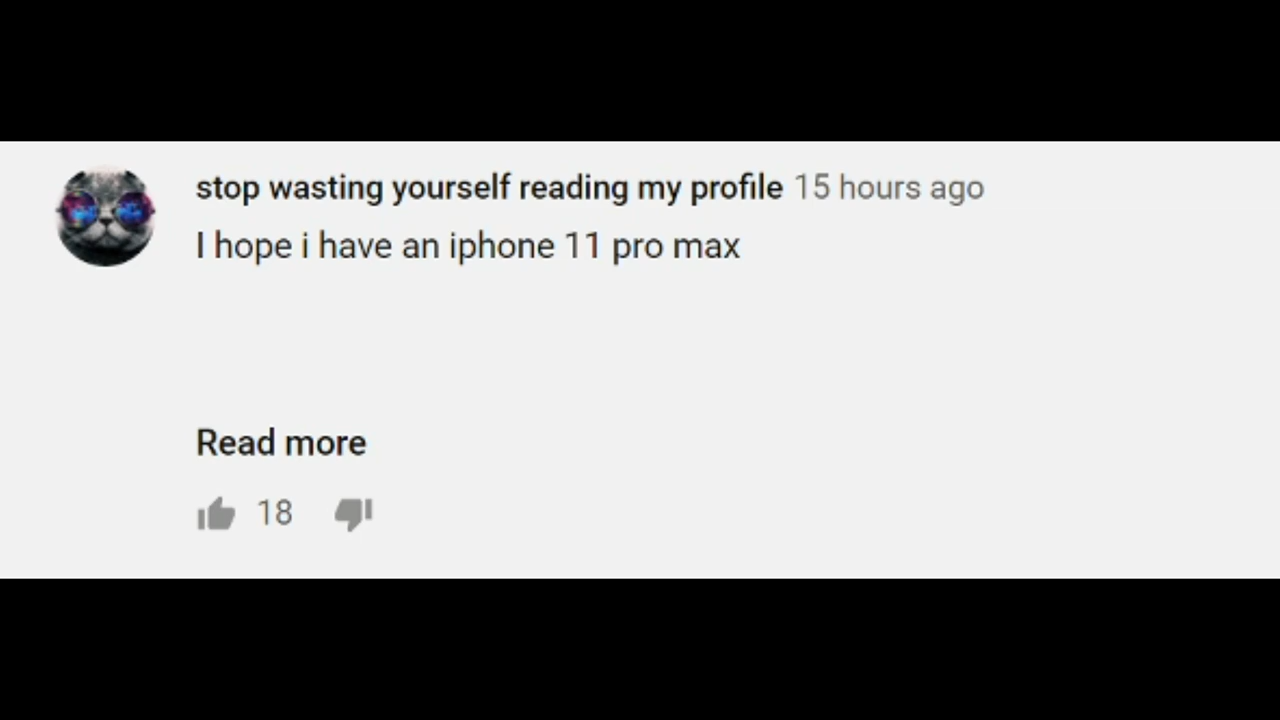 stop wasting yourself reading my profile 15 hours ago
I hope i have an iphone 11 pro max
Read more
18